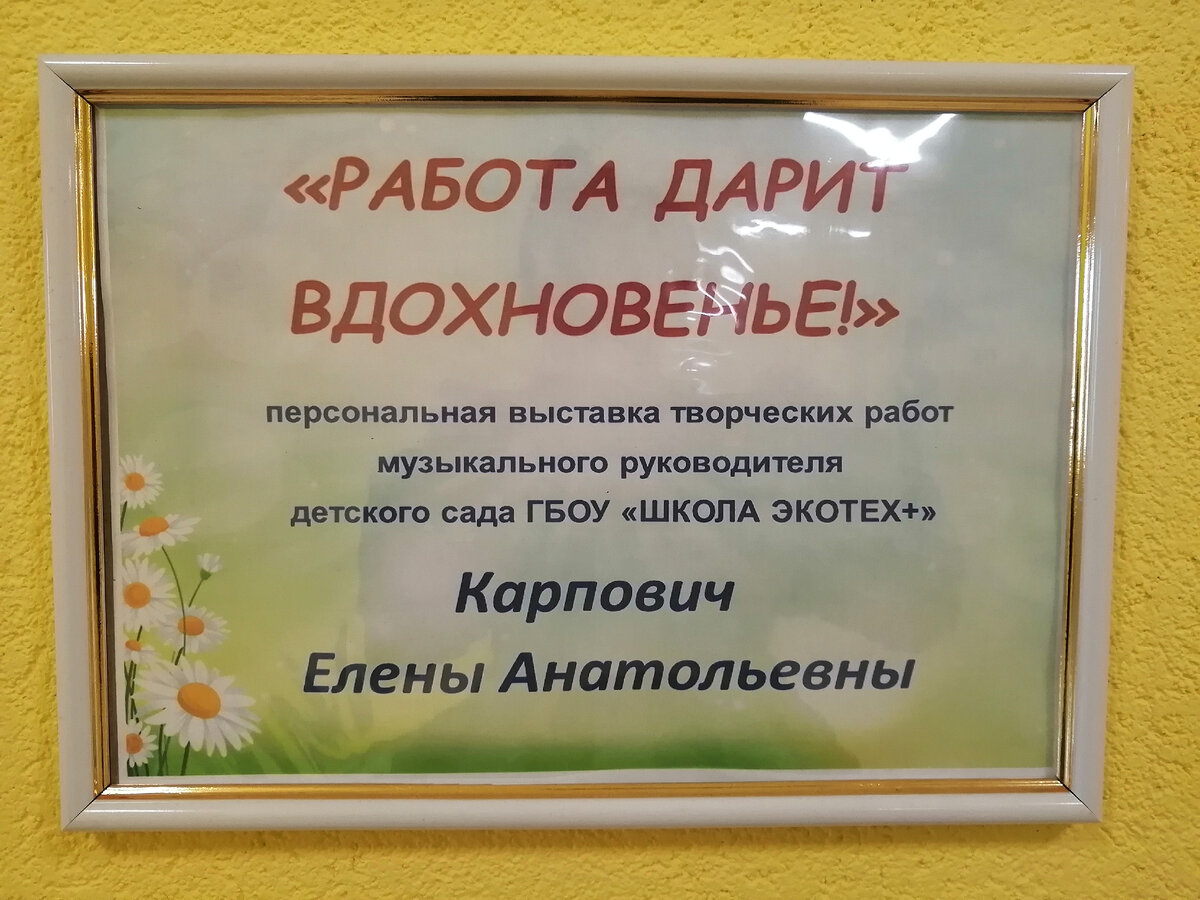 «РАБОТА ДАРИТ
ВДОХНОВЕНЬЕ!»
персональная выставка творческих работ
музыкального руководителя
детского сада ГБОУ «ШКОЛА ЭКОТЕХ+»
Карпович
Елены Анатольевны